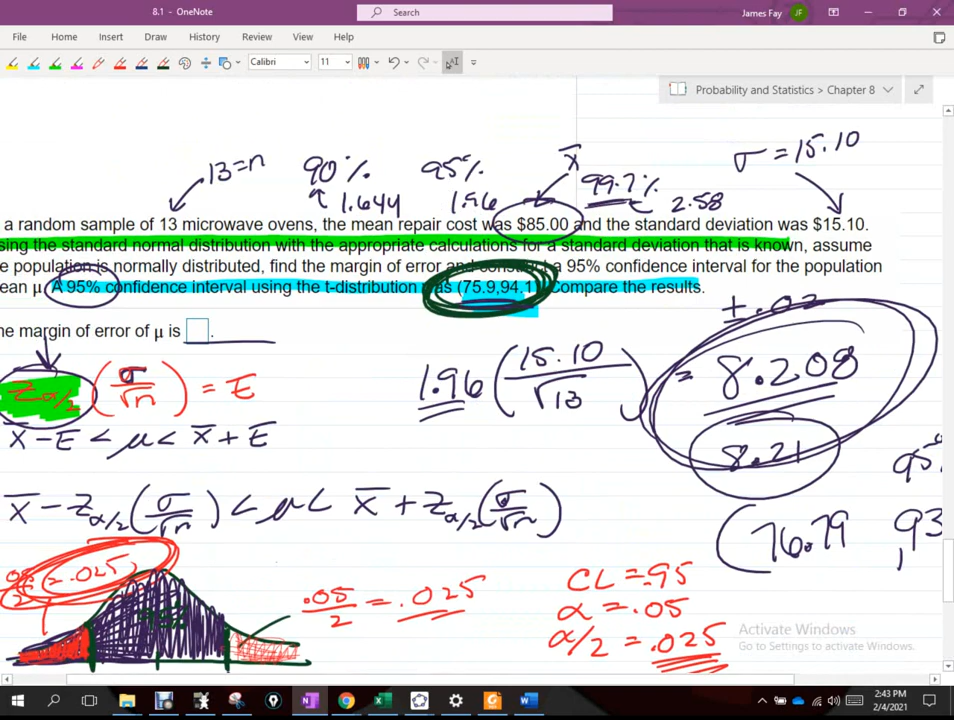 8.1 - OneNote
Search
James Fay
JF
File Home Insert Draw History Review View Help
Calibri 11
Probability and Statistics > Chapter 8
13=n 90% 95% x̄ σ = 15.10
1.644 1.96 99.7% 2.58
a random sample of 13 microwave ovens, the mean repair cost was $85.00 and the standard deviation was $15.10.
sing the standard normal distribution with the appropriate calculations for a standard deviation that is known, assume
e population is normally distributed, find the margin of error and construct a 95% confidence interval for the population
ean μ. A 95% confidence interval using the t-distribution was (75.9,94.1). Compare the results.
he margin of error of μ is .
Zα/2 (σ/√n) = E
1.96 (15.10/√13) = 8.208
x̄ - E < μ < x̄ + E
8.21
x̄ - Zα/2 (σ/√n) < μ < x̄ + Zα/2 (σ/√n)
(76.79, 93
= .025
.05/2 = .025
CL = .95
α = .05
α/2 = .025
Activate Windows
Go to Settings to activate Windows.
2:43 PM
2/4/2021